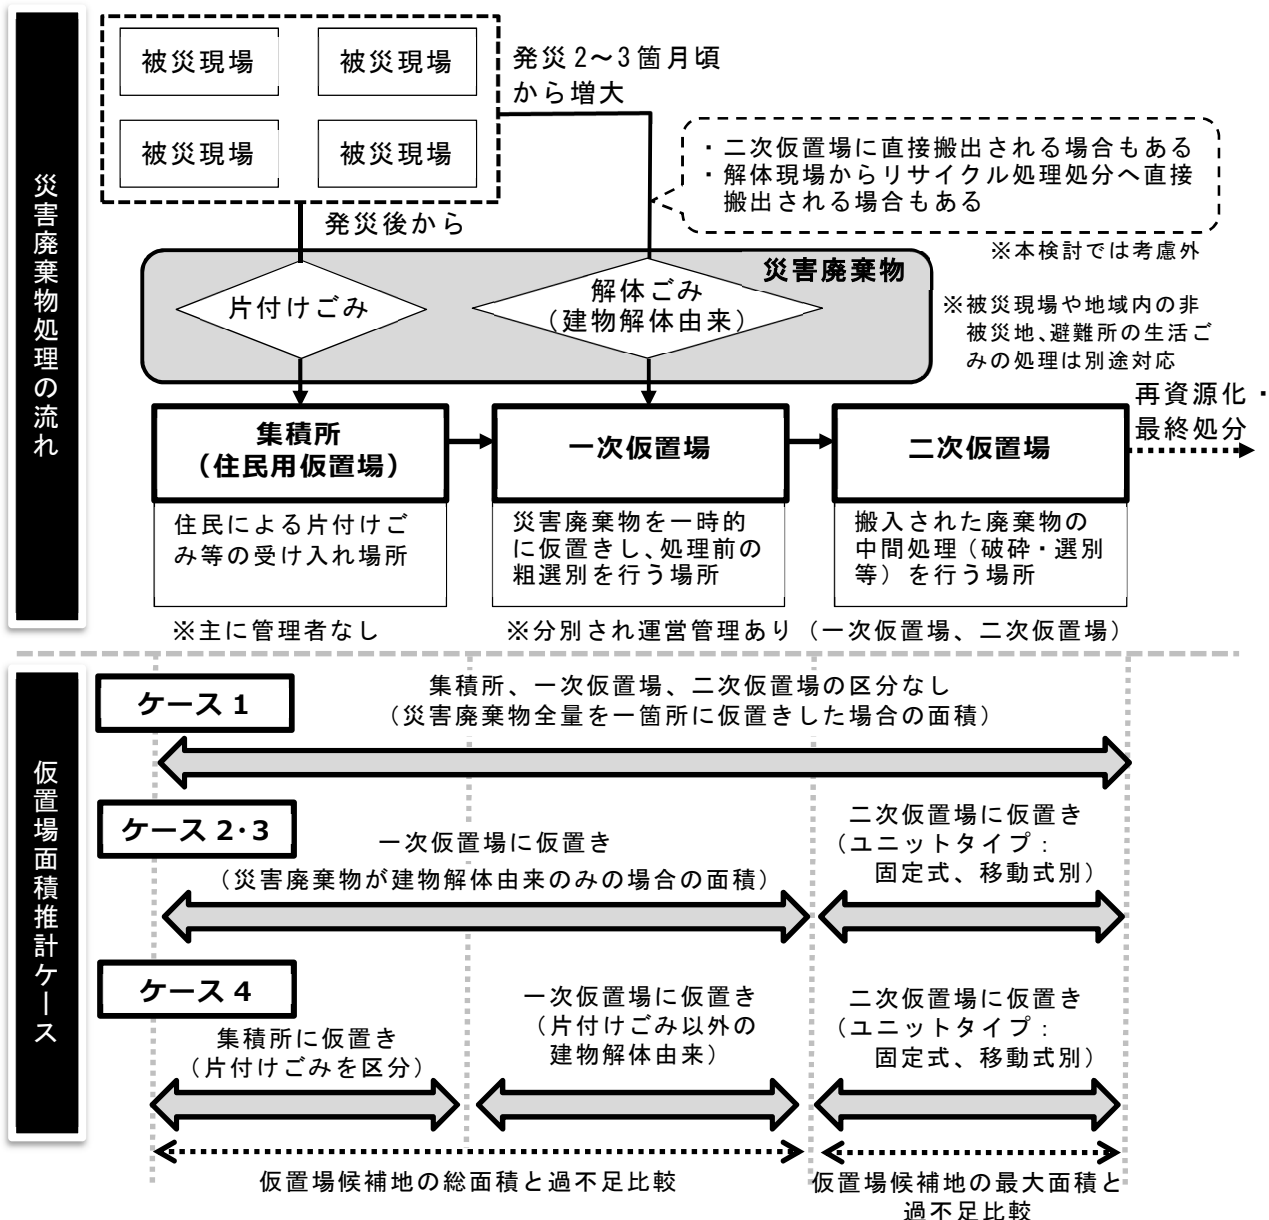 災害廃棄物処理の流れ
被災現場
被災現場
被災現場
被災現場
発災2〜3箇月頃
から増大
・二次仮置場に直接搬出される場合もある
・解体現場からリサイクル処理処分へ直接
搬出される場合もある
※本検討では考慮外
発災後から
災害廃棄物
片付けごみ
解体ごみ
（建物解体由来）
※被災現場や地域内の非
被災地、避難所の生活ご
みの処理は別途対応
再資源化・
最終処分
集積所
（住民用仮置場）
一次仮置場
二次仮置場
住民による片付けご
み等の受け入れ場所
災害廃棄物を一時的
に仮置きし、処理前の
粗選別を行う場所
搬入された廃棄物の
中間処理（破砕・選別
等）を行う場所
※主に管理者なし
※分別され運営管理あり（一次仮置場、二次仮置場）
仮置場面積推計ケース
ケース1
集積所、一次仮置場、二次仮置場の区分なし
（災害廃棄物全量を一箇所に仮置きした場合の面積）
ケース2・3
一次仮置場に仮置き
（災害廃棄物が建物解体由来のみの場合の面積）
二次仮置場に仮置き
（ユニットタイプ：
固定式、移動式別）
ケース4
集積所に仮置き
（片付けごみを区分）
一次仮置場に仮置き
（片付けごみ以外の
建物解体由来）
二次仮置場に仮置き
（ユニットタイプ：
固定式、移動式別）
仮置場候補地の総面積と過不足比較
仮置場候補地の最大面積と
過不足比較